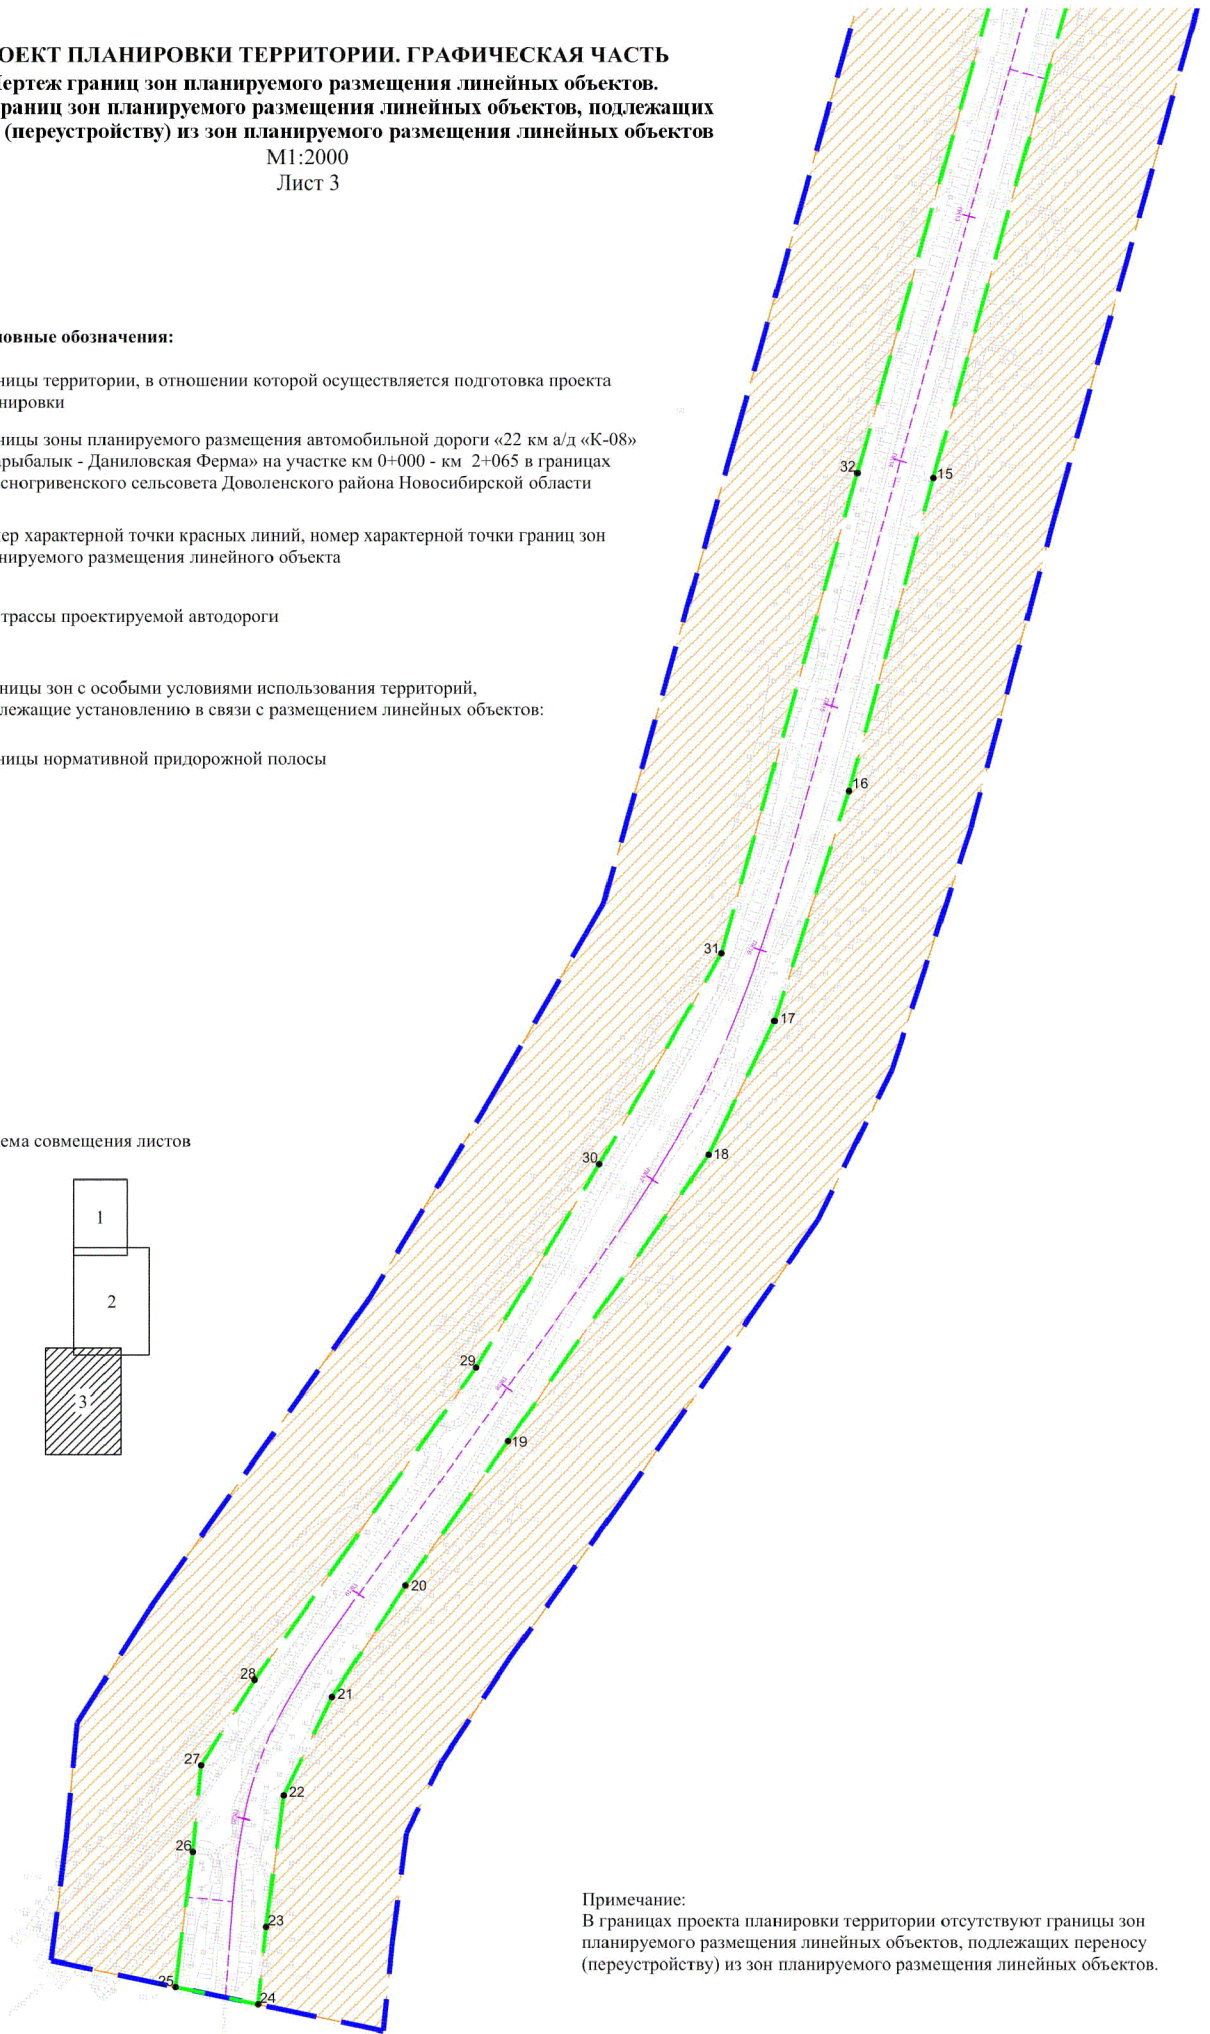 ОЕКТ ПЛАНИРОВКИ ТЕРРИТОРИИ. ГРАФИЧЕСКАЯ ЧАСТЬ
Чертеж границ зон планируемого размещения линейных объектов.
раниц зон планируемого размещения линейных объектов, подлежащих
(переустройству) из зон планируемого размещения линейных объектов
М1:2000
Лист 3
ловные обозначения:
ницы территории, в отношении которой осуществляется подготовка проекта
нировки
ницы зоны планируемого размещения автомобильной дороги «22 км а/д «К-08»
арыбалык - Даниловская Ферма» на участке км 0+000 - км 2+065 в границах
сногривенского сельсовета Доволенского района Новосибирской области
ер характерной точки красных линий, номер характерной точки границ зон
нируемого размещения линейного объекта
трассы проектируемой автодороги
ницы зон с особыми условиями использования территорий,
лежащие установлению в связи с размещением линейных объектов:
ницы нормативной придорожной полосы
32
15
16
31
17
30
18
29
19
20
28
21
27
22
26
23
25
24
ема совмещения листов
1
2
3
Примечание:
В границах проекта планировки территории отсутствуют границы зон
планируемого размещения линейных объектов, подлежащих переносу
(переустройству) из зон планируемого размещения линейных объектов.